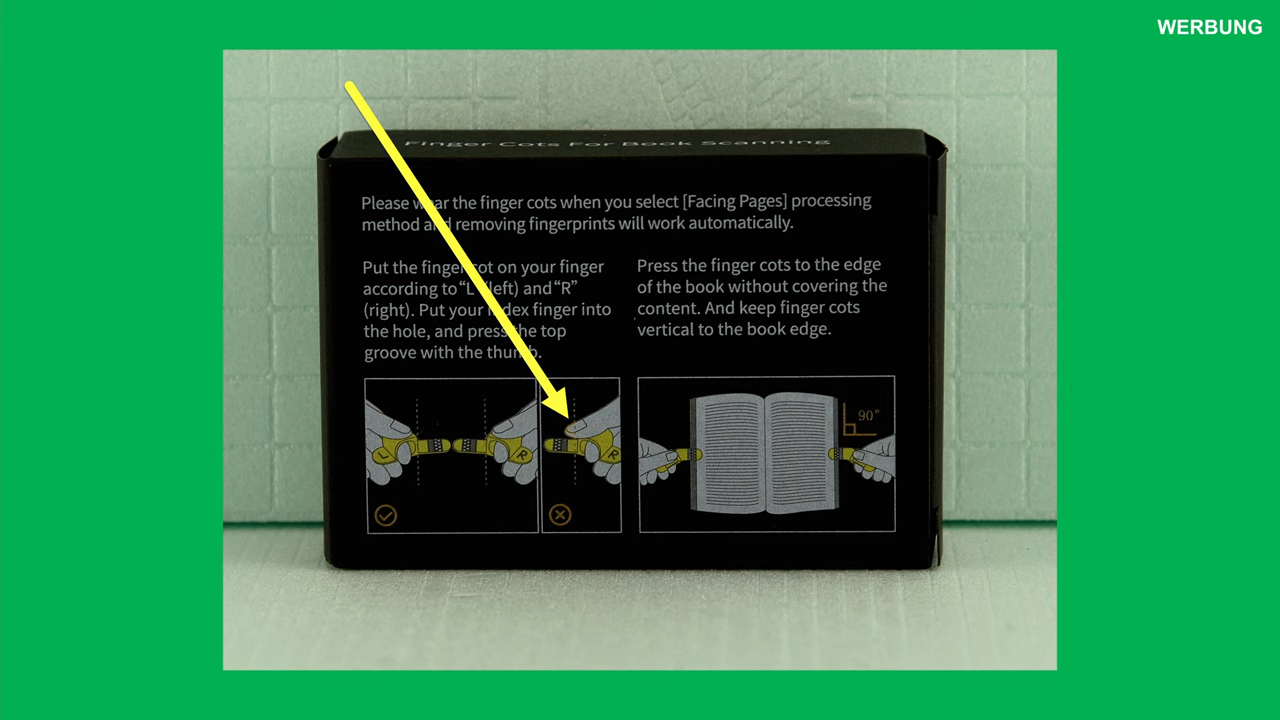 WERBUNG
Finger Cots For Book Scanning
Please wear the finger cots when you select [Facing Pages] processing
method and removing fingerprints will work automatically.
Put the finger cot on your finger
according to“L”(left) and“R”
(right). Put your index finger into
the hole, and press the top
groove with the thumb.
Press the finger cots to the edge
of the book without covering the
content. And keep finger cots
vertical to the book edge.
L
R
R
90°